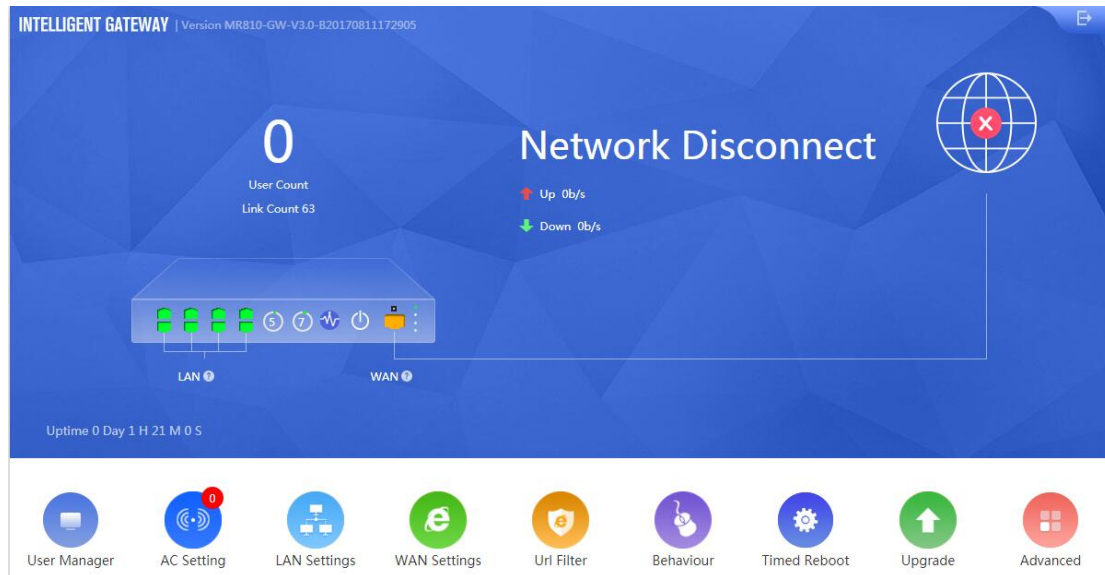 INTELLIGENT GATEWAY | Version MR810-GW-V3.0-B20170811172905
0
User Count
Link Count 63
Network Disconnect
Up 0b/s
Down 0b/s
5 7
LAN ?
WAN ?
Uptime 0 Day 1 H 21 M 0 S
0
User Manager AC Setting LAN Settings WAN Settings Url Filter Behaviour Timed Reboot Upgrade Advanced